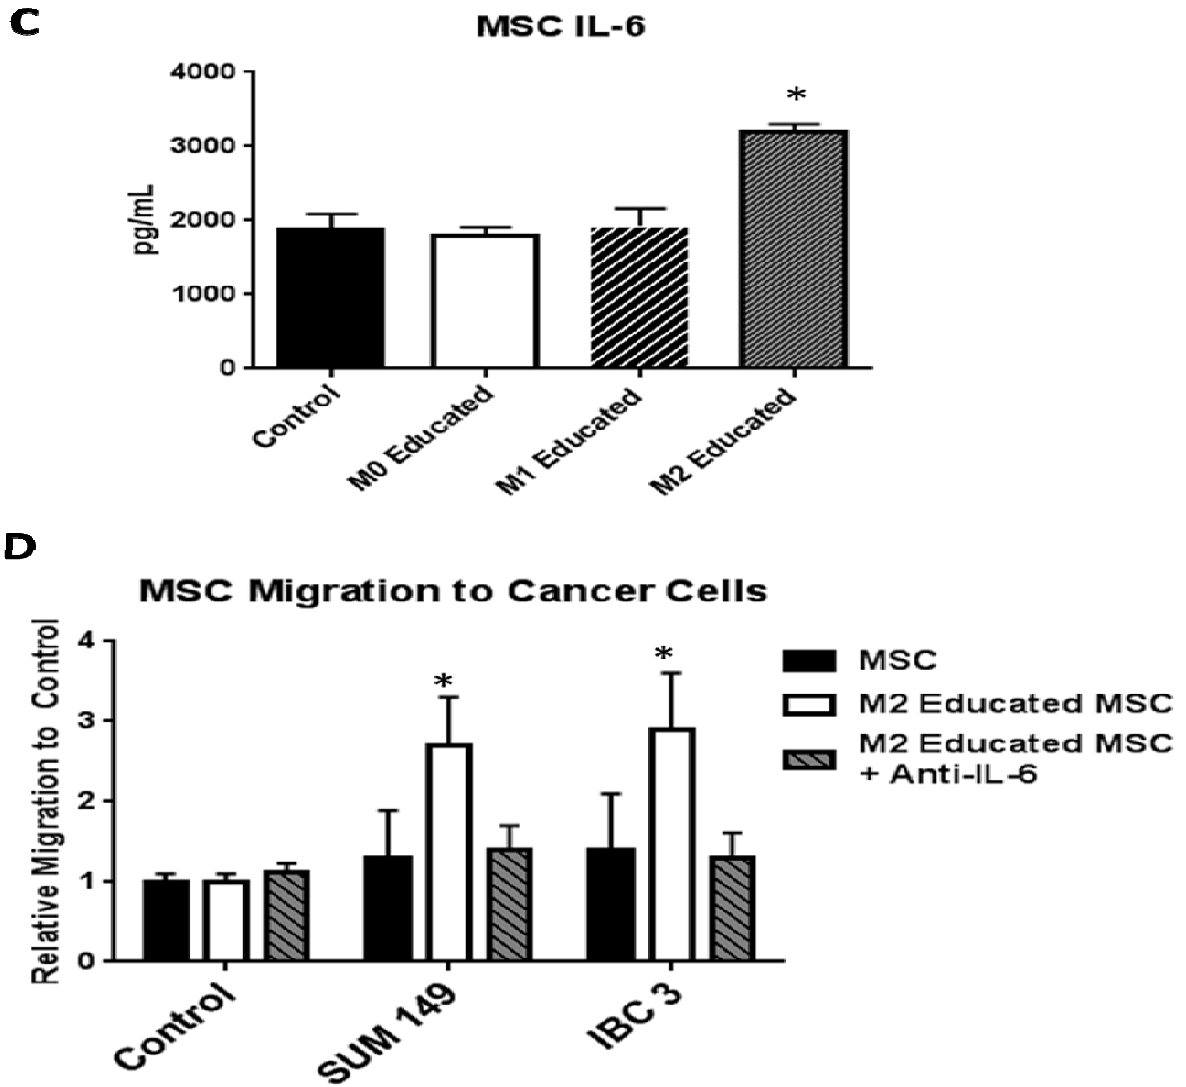 C
MSC IL-6
*
4000
3000
2000
1000
0
pg/mL
Control
M0 Educated
M1 Educated
M2 Educated
D
MSC Migration to Cancer Cells
*
*
4
3
2
1
0
Relative Migration to Control
MSC
M2 Educated MSC
M2 Educated MSC
+ Anti-IL-6
Control
SUM 149
IBC 3